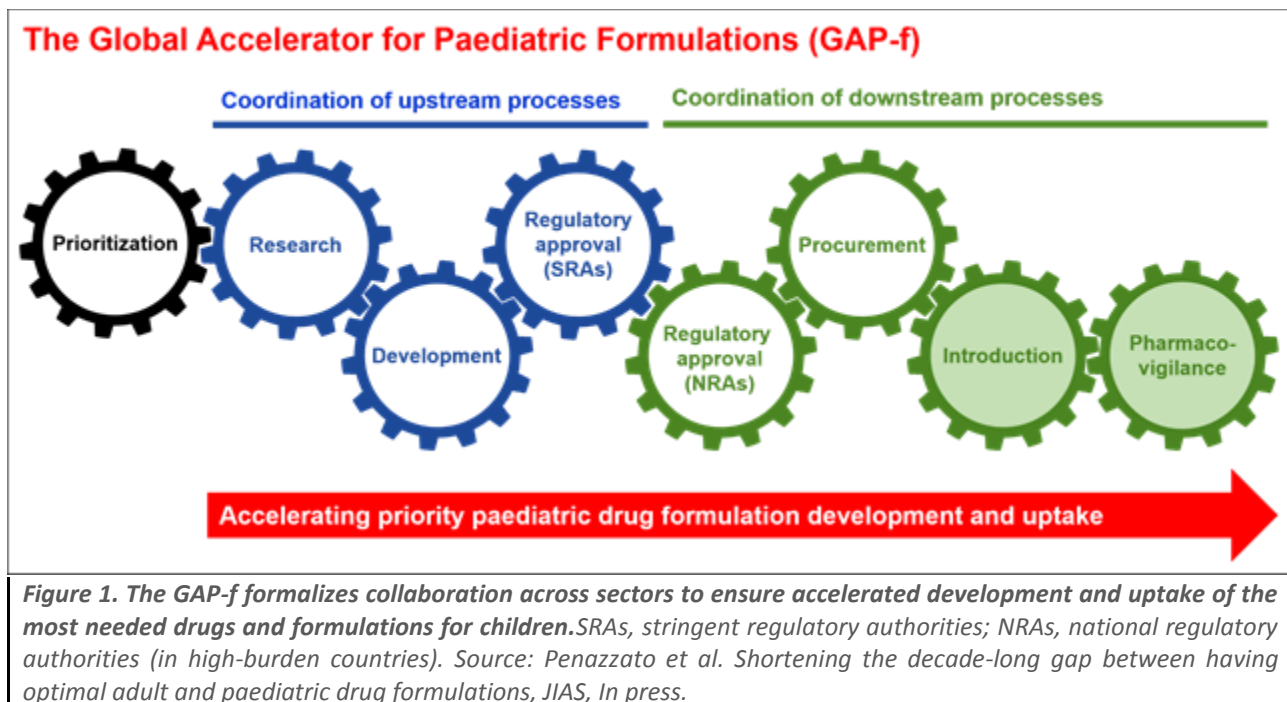 The Global Accelerator for Paediatric Formulations (GAP-f)
Coordination of upstream processes
Coordination of downstream processes
Prioritization
Research
Development
Regulatory
approval
(SRAs)
Regulatory
approval
(NRAs)
Procurement
Introduction
Pharmaco-
vigilance
Accelerating priority paediatric drug formulation development and uptake
Figure 1. The GAP-f formalizes collaboration across sectors to ensure accelerated development and uptake of the
most needed drugs and formulations for children.SRAs, stringent regulatory authorities; NRAs, national regulatory
authorities (in high-burden countries). Source: Penazzato et al. Shortening the decade-long gap between having
optimal adult and paediatric drug formulations, JIAS, In press.